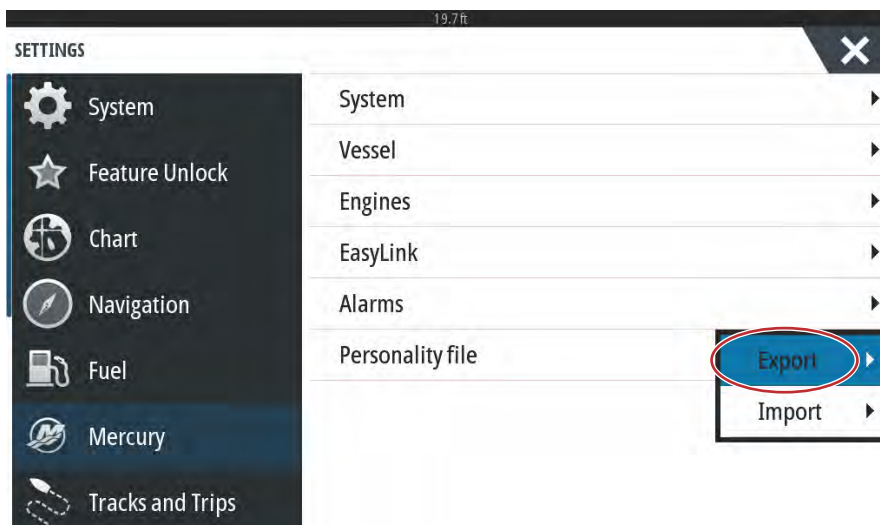 19.7 ft
SETTINGS
System
Feature Unlock
Chart
Navigation
Fuel
Mercury
Tracks and Trips
System
Vessel
Engines
EasyLink
Alarms
Personality file
Export
Import